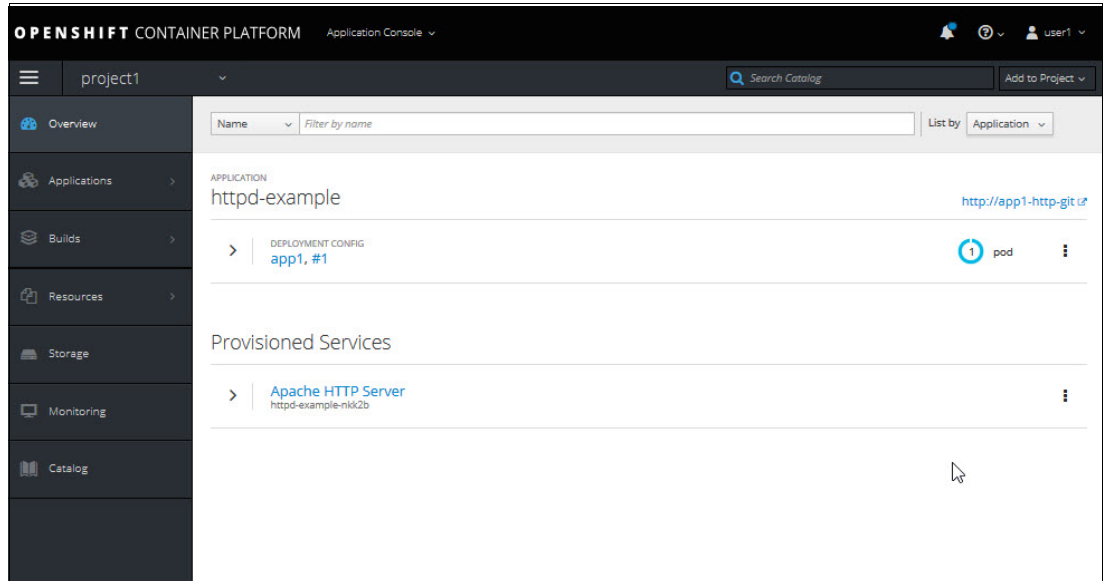 OPENSHIFT CONTAINER PLATFORM Application Console user1
project1 Search Catalog Add to Project
Overview
Name Filter by name List by Application
Applications
APPLICATION
httpd-example
http://app1-http-git
Builds
DEPLOYMENT CONFIG
app1, #1
1 pod
Resources
Provisioned Services
Storage
Apache HTTP Server
httpd-example-nkk2b
Monitoring
Catalog